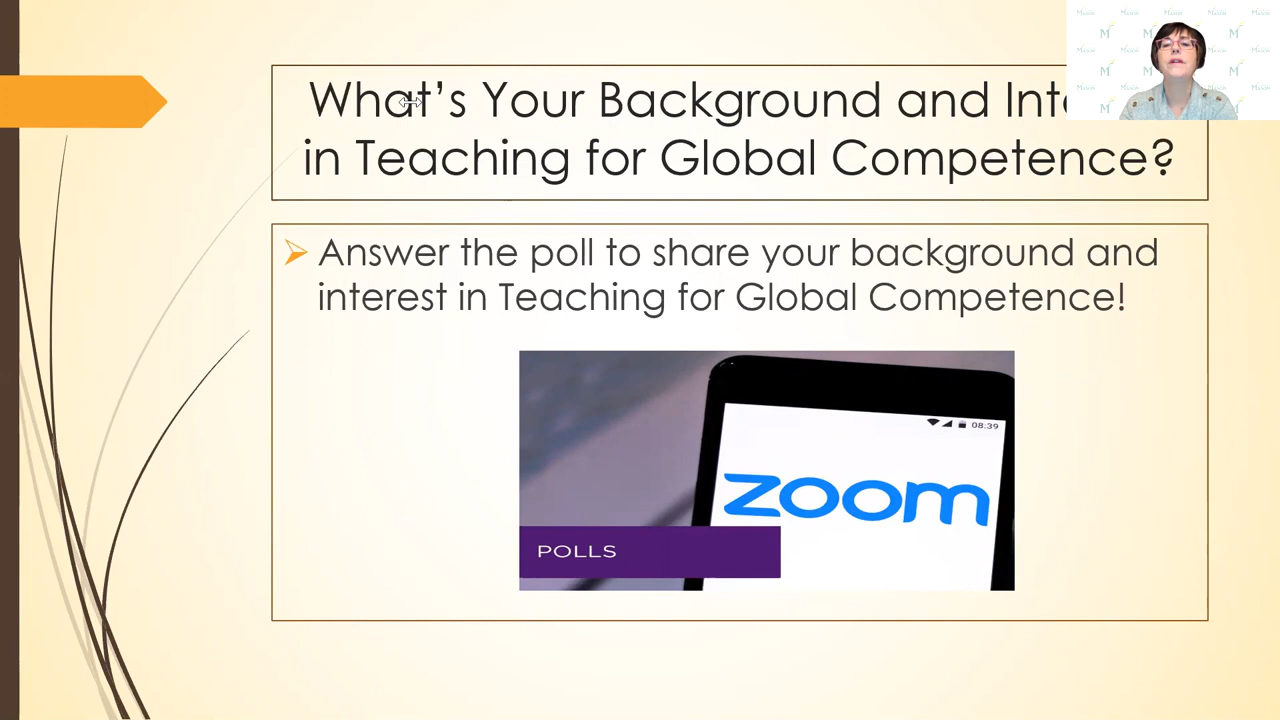 What's Your Background and
in Teaching for Global Competence?
Answer the poll to share your background and
interest in Teaching for Global Competence!
08:39
zoom
POLLS